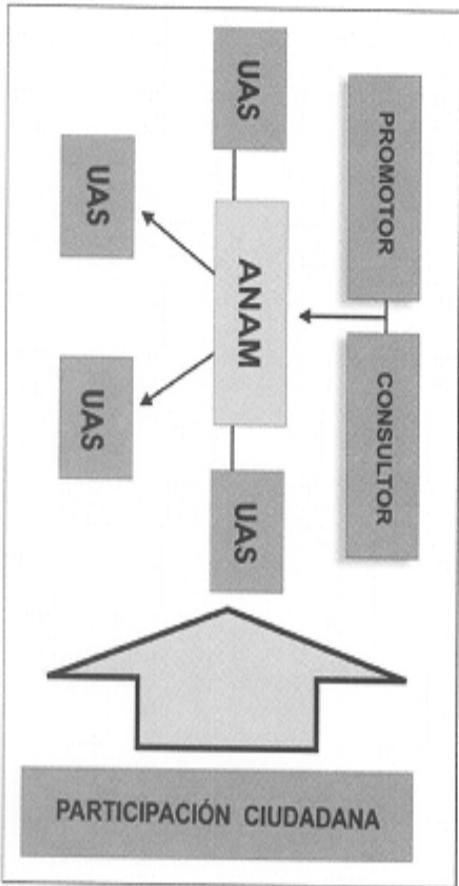 PROMOTOR
CONSULTOR
UAS
ANAM
UAS
UAS
UAS
PARTICIPACIÓN CIUDADANA